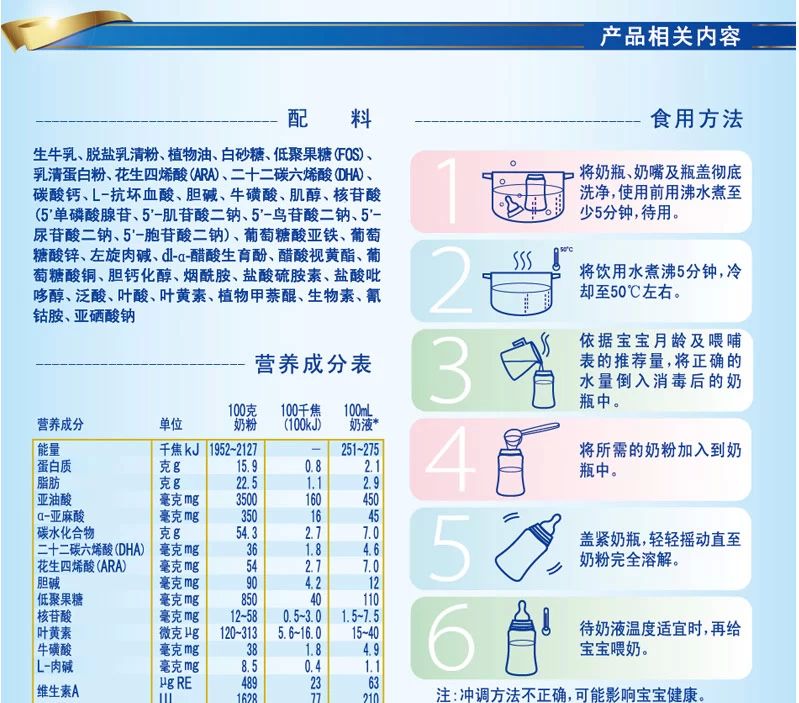 产品相关内容
配 料
生牛乳、脱盐乳清粉、植物油、白砂糖、低聚果糖(FOS)、
乳清蛋白粉、花生四烯酸(ARA)、二十二碳六烯酸(DHA)、
碳酸钙、L-抗坏血酸、胆碱、牛磺酸、肌醇、核苷酸
(5'单磷酸腺苷、5'-肌苷酸二钠、5'-鸟苷酸二钠、5'-
尿苷酸二钠、5'-胞苷酸二钠)、葡萄糖酸亚铁、葡萄
糖酸锌、左旋肉碱、dl-α-醋酸生育酚、醋酸视黄酯、葡
萄糖酸铜、胆钙化醇、烟酰胺、盐酸硫胺素、盐酸吡
哆醇、泛酸、叶酸、叶黄素、植物甲萘醌、生物素、氰
钴胺、亚硒酸钠
营养成分表
营养成分 单位 100克奶粉 100千焦(100kJ) 100mL奶液*
能量 千焦kJ 1952~2127 — 251~275
蛋白质 克g 15.9 0.8 2.1
脂肪 克g 22.5 1.1 2.9
亚油酸 毫克mg 3500 160 450
α-亚麻酸 毫克mg 350 16 45
碳水化合物 克g 54.3 2.7 7.0
二十二碳六烯酸(DHA) 毫克mg 36 1.8 4.6
花生四烯酸(ARA) 毫克mg 54 2.7 7.0
胆碱 毫克mg 90 4.2 12
低聚果糖 毫克mg 850 40 110
核苷酸 毫克mg 12~58 0.5~3.0 1.5~7.5
叶黄素 微克μg 120~313 5.6~16.0 15~40
牛磺酸 毫克mg 38 1.8 4.9
L-肉碱 毫克mg 8.5 0.4 1.1
维生素A μg RE 489 23 63
IU 1628 77 210
食用方法
1
将奶瓶、奶嘴及瓶盖彻底
洗净,使用前用沸水煮至
少5分钟,待用。
2
50℃
将饮用水煮沸5分钟,冷
却至50℃左右。
3
依据宝宝月龄及喂哺
表的推荐量,将正确的
水量倒入消毒后的奶
瓶中。
4
将所需的奶粉加入到奶
瓶中。
5
盖紧奶瓶,轻轻摇动直至
奶粉完全溶解。
6
待奶液温度适宜时,再给
宝宝喂奶。
注:冲调方法不正确,可能影响宝宝健康。